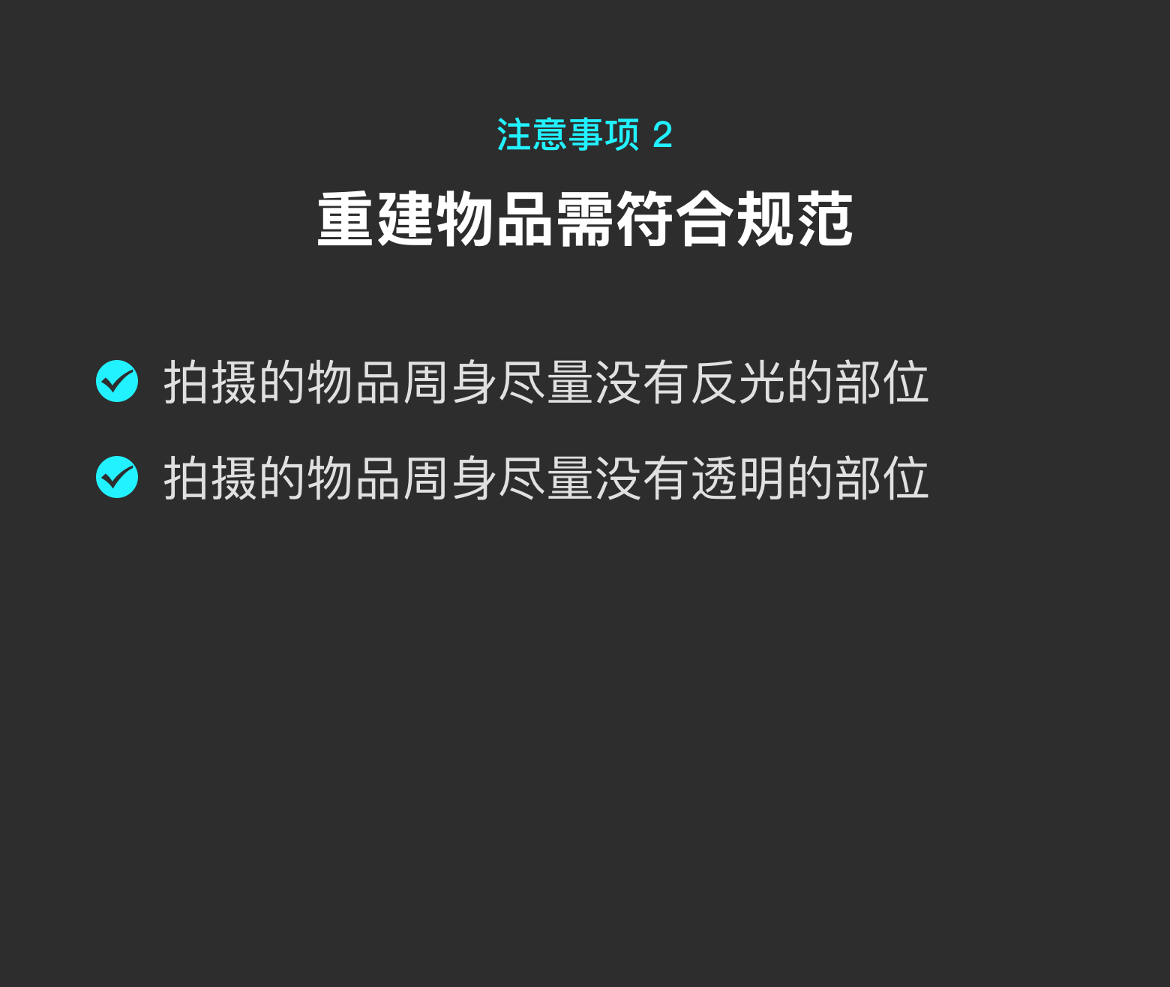 注意事项 2
重建物品需符合规范
拍摄的物品周身尽量没有反光的部位
拍摄的物品周身尽量没有透明的部位